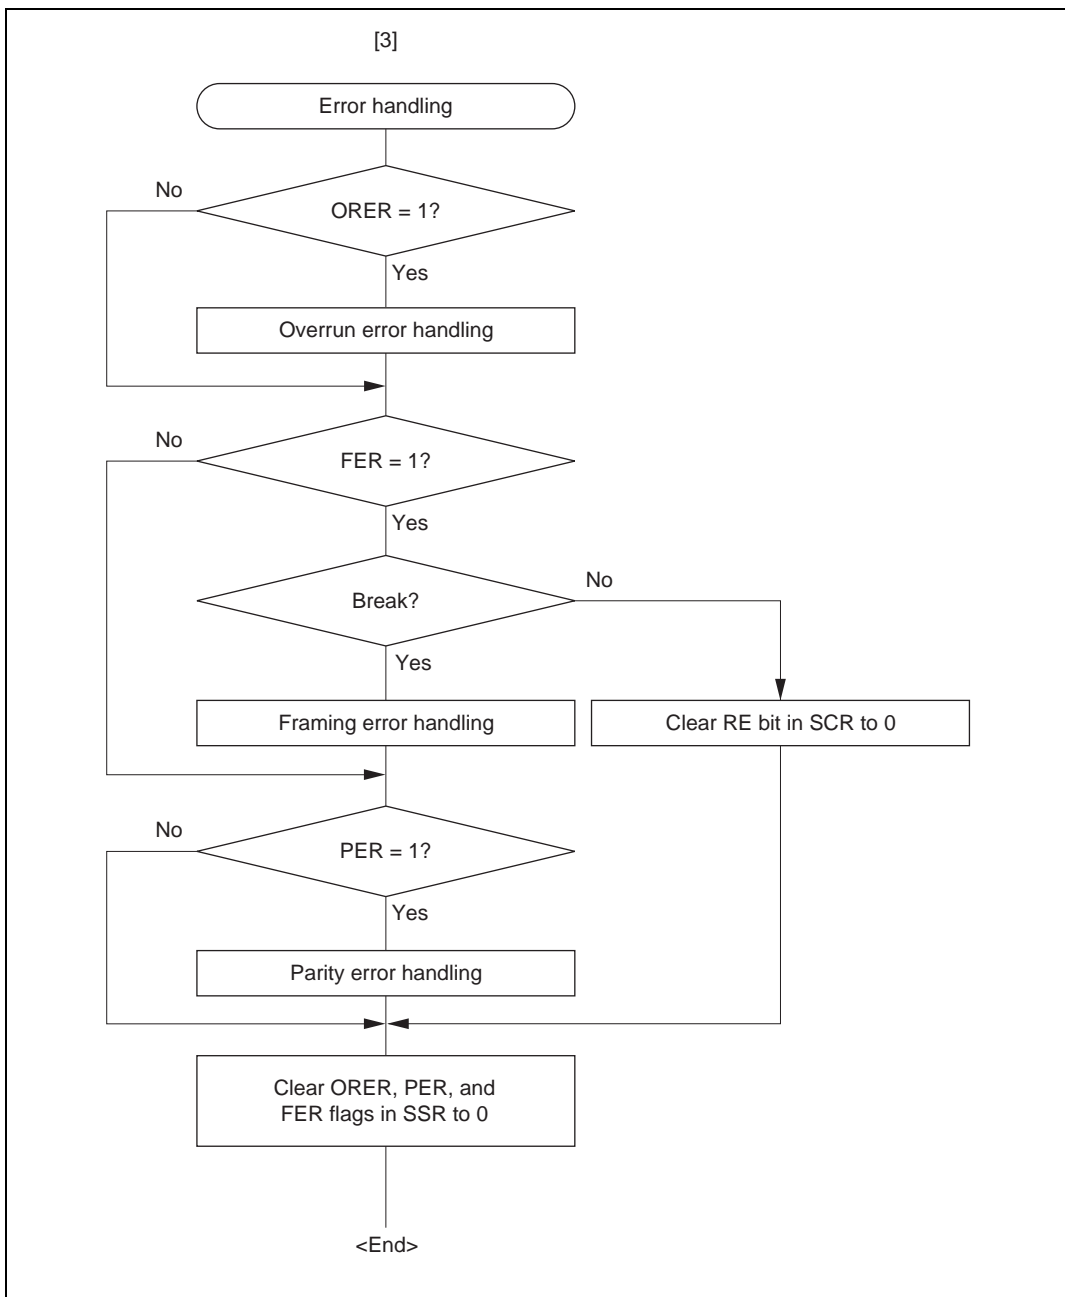 [3]
Error handling
No
ORER = 1?
Yes
Overrun error handling
No
FER = 1?
Yes
Break?
No
Yes
Framing error handling
Clear RE bit in SCR to 0
No
PER = 1?
Yes
Parity error handling
Clear ORER, PER, and
FER flags in SSR to 0
<End>